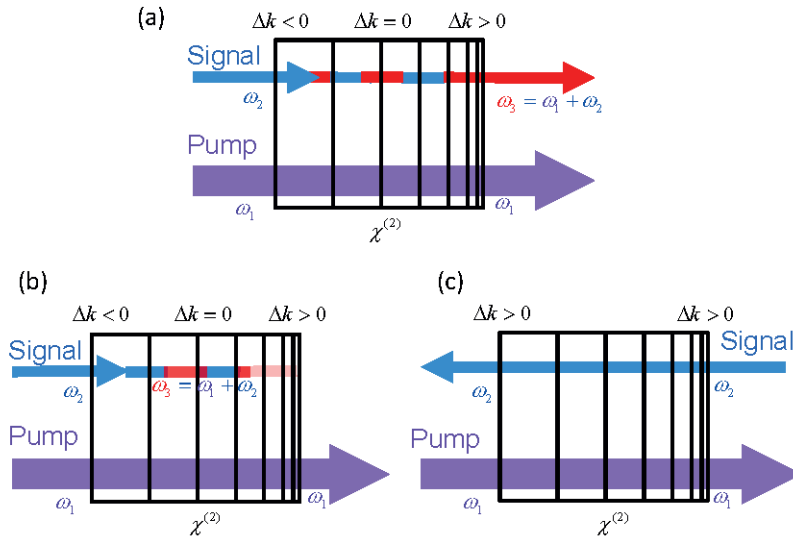 (a)
Δk < 0 Δk = 0 Δk > 0
Signal
ω₂
ω₃ = ω₁ + ω₂
Pump
ω₁ ω₁
χ⁽²⁾
(b)
Δk < 0 Δk = 0 Δk > 0
Signal
ω₂ ω₃ = ω₁ + ω₂
Pump
ω₁ ω₁
χ⁽²⁾
(c)
Δk > 0 Δk > 0
Signal
ω₂ ω₂
Pump
ω₁ ω₁
χ⁽²⁾